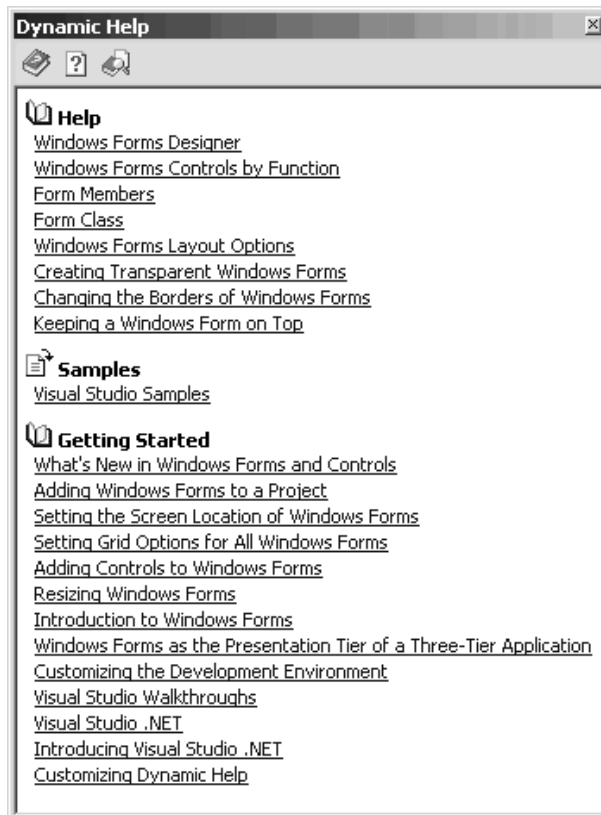 Dynamic Help
Help
Windows Forms Designer
Windows Forms Controls by Function
Form Members
Form Class
Windows Forms Layout Options
Creating Transparent Windows Forms
Changing the Borders of Windows Forms
Keeping a Windows Form on Top
Samples
Visual Studio Samples
Getting Started
What's New in Windows Forms and Controls
Adding Windows Forms to a Project
Setting the Screen Location of Windows Forms
Setting Grid Options for All Windows Forms
Adding Controls to Windows Forms
Resizing Windows Forms
Introduction to Windows Forms
Windows Forms as the Presentation Tier of a Three-Tier Application
Customizing the Development Environment
Visual Studio Walkthroughs
Visual Studio .NET
Introducing Visual Studio .NET
Customizing Dynamic Help